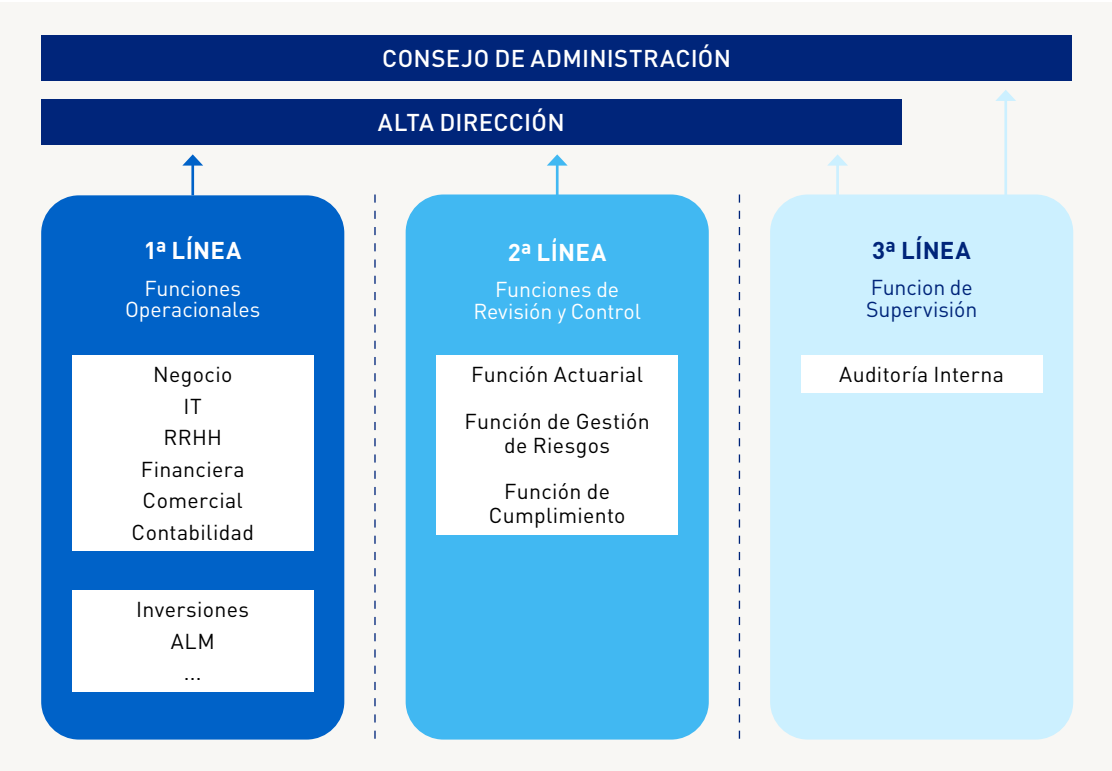 CONSEJO DE ADMINISTRACIÓN
ALTA DIRECCIÓN
1ª LÍNEA
Funciones
Operacionales
Negocio
IT
RRHH
Financiera
Comercial
Contabilidad
Inversiones
ALM
...
2ª LÍNEA
Funciones de
Revisión y Control
Función Actuarial
Función de Gestión
de Riesgos
Función de
Cumplimiento
3ª LÍNEA
Funcion de
Supervisión
Auditoría Interna